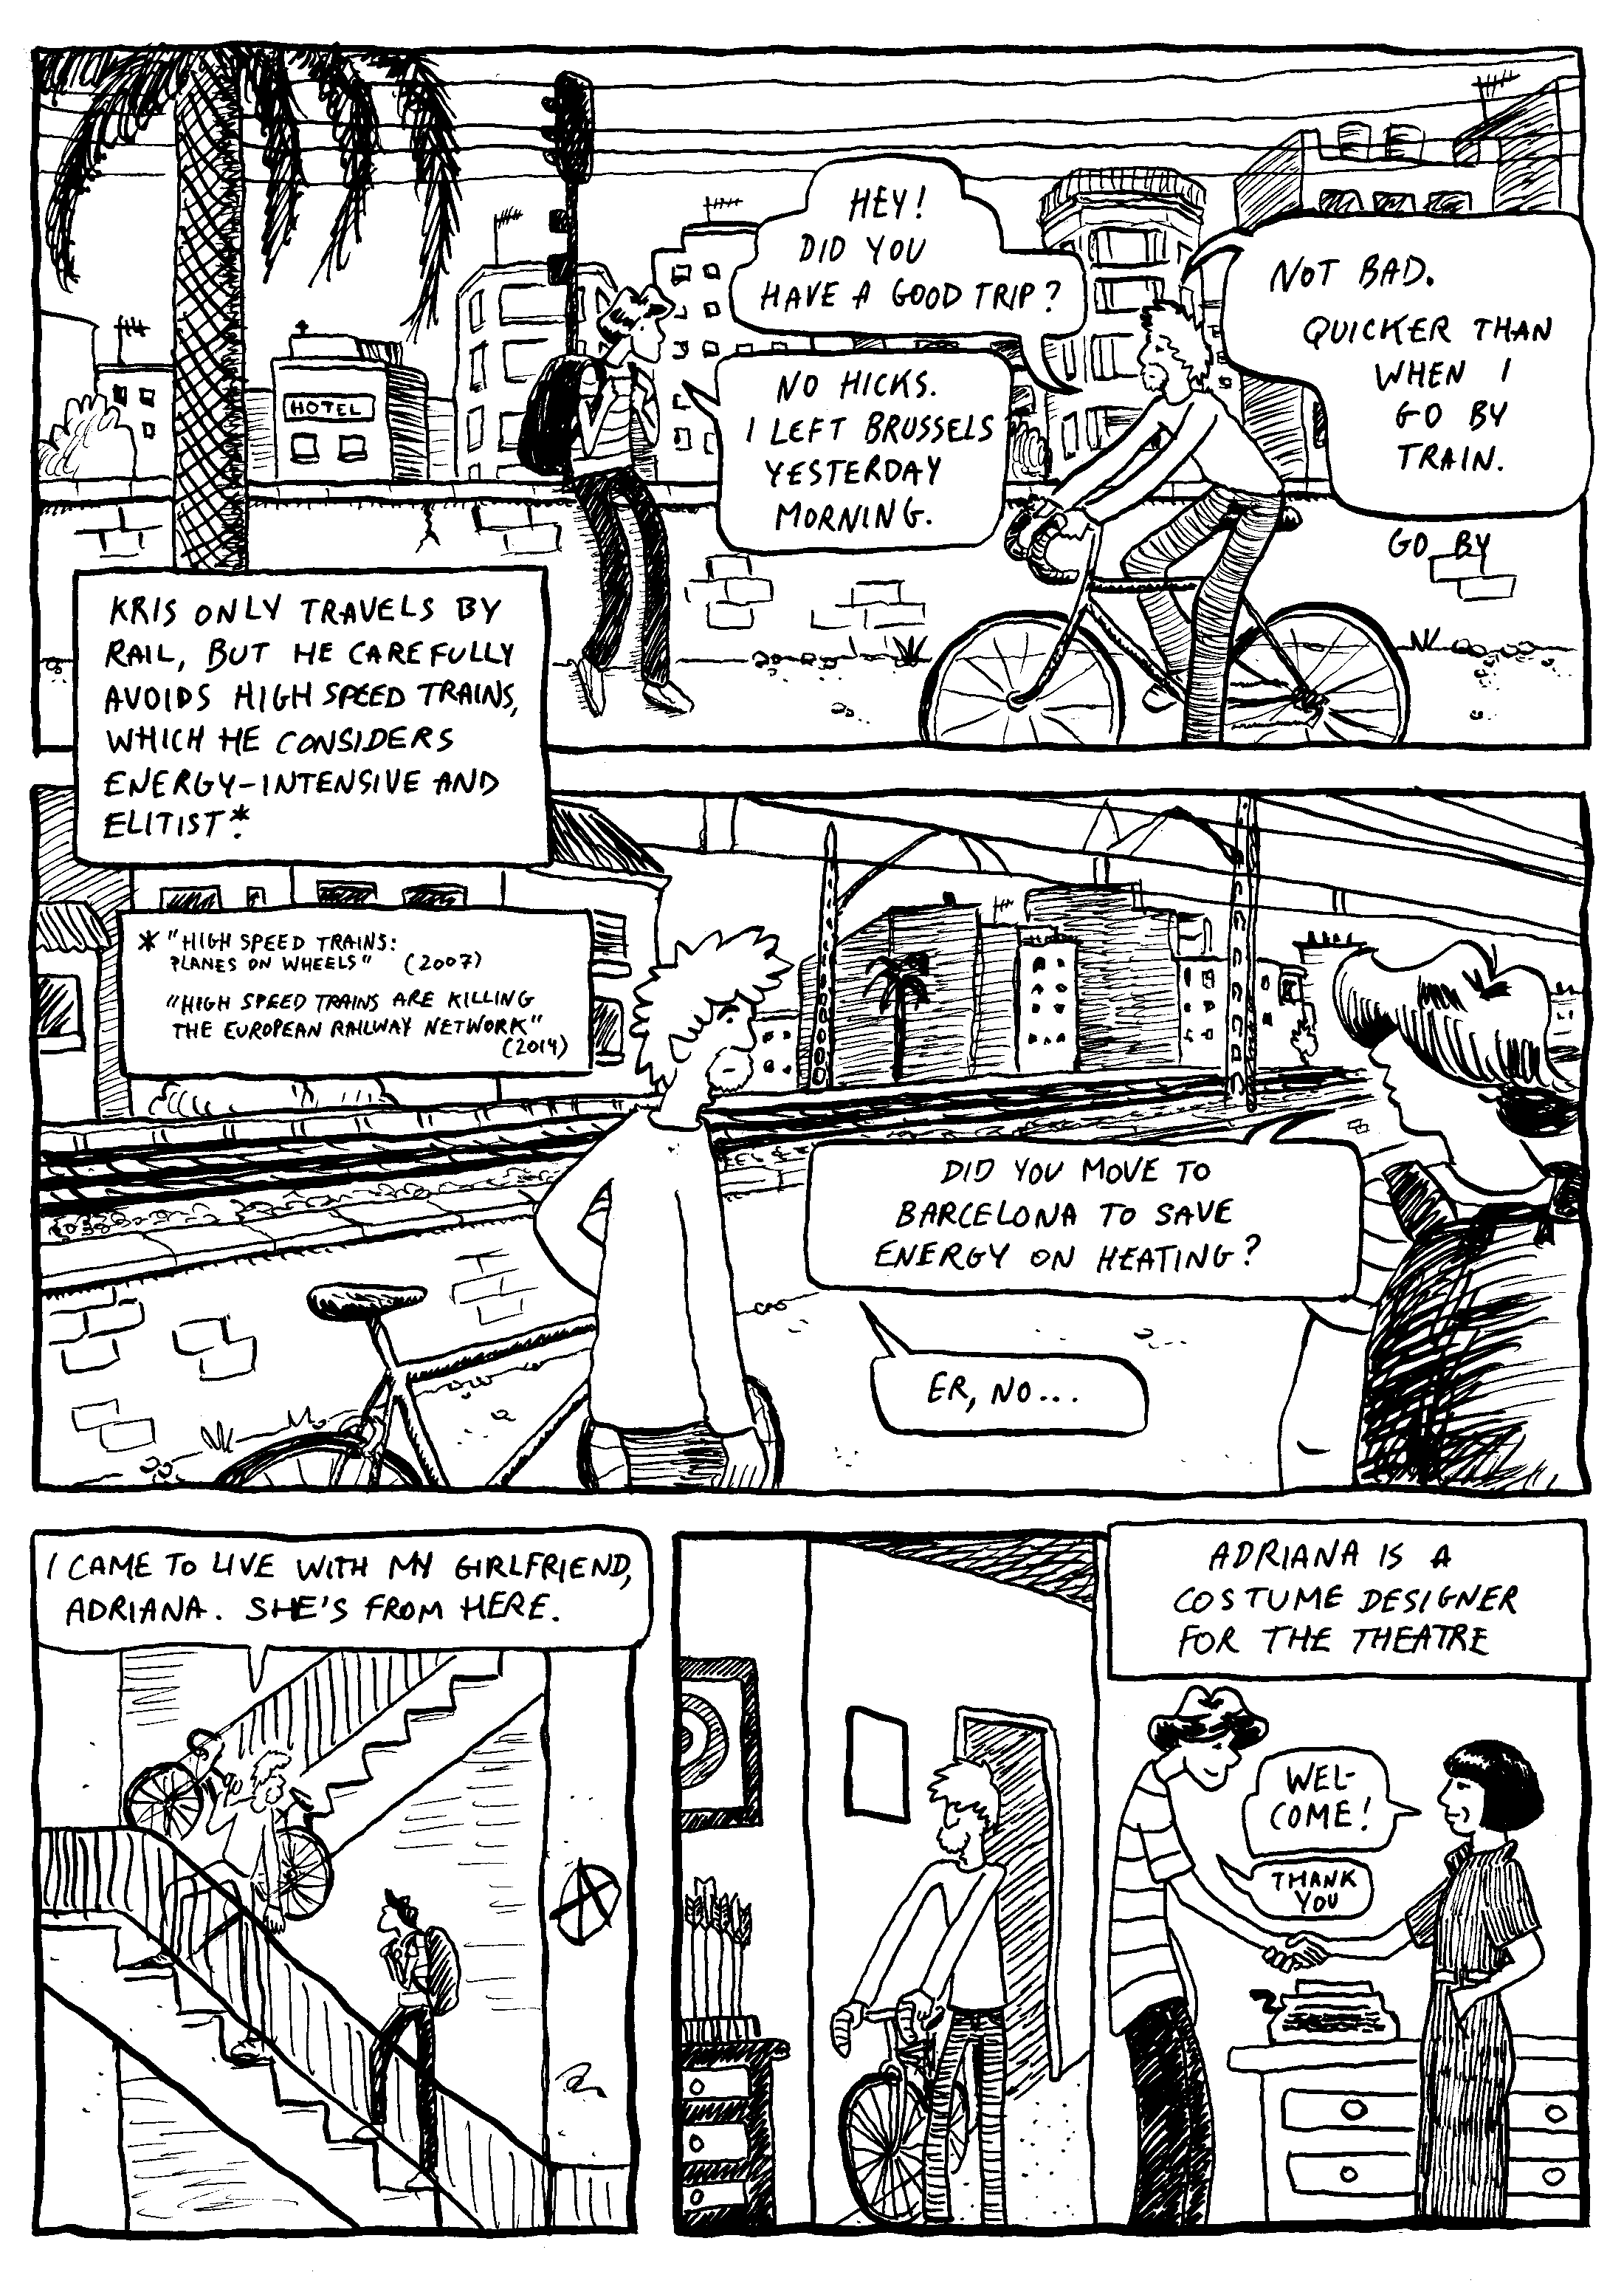 HEY!
DID YOU
HAVE A GOOD TRIP?
NO HICKS.
I LEFT BRUSSELS
YESTERDAY
MORNING.
NOT BAD.
QUICKER THAN
WHEN I
GO BY
TRAIN.
GO BY
HOTEL
KRIS ONLY TRAVELS BY
RAIL, BUT HE CAREFULLY
AVOIDS HIGH SPEED TRAINS,
WHICH HE CONSIDERS
ENERGY-INTENSIVE AND
ELITIST*.
* "HIGH SPEED TRAINS:
PLANES ON WHEELS" (2007)
"HIGH SPEED TRAINS ARE KILLING
THE EUROPEAN RAILWAY NETWORK"
(2014)
DID YOU MOVE TO
BARCELONA TO SAVE
ENERGY ON HEATING?
ER, NO...
I CAME TO LIVE WITH MY GIRLFRIEND,
ADRIANA. SHE'S FROM HERE.
ADRIANA IS A
COSTUME DESIGNER
FOR THE THEATRE
WEL-
COME!
THANK
YOU